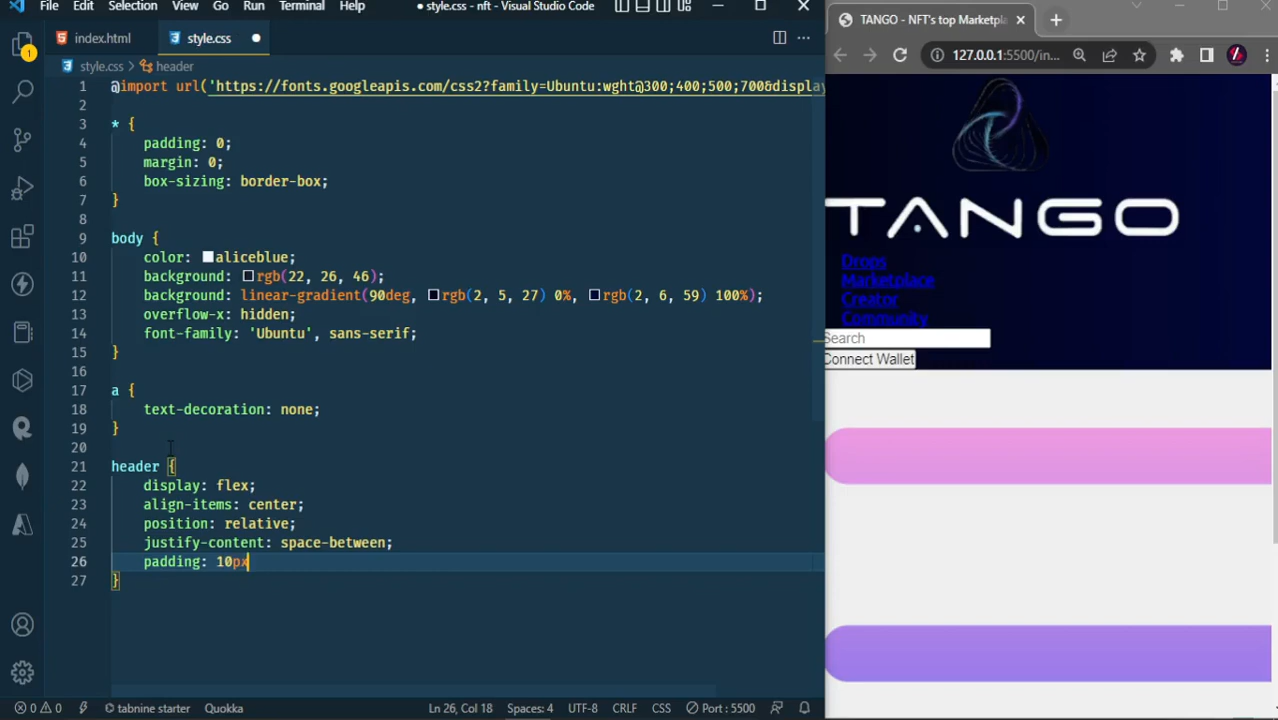 File Edit Selection View Go Run Terminal Help ● style.css - nft - Visual Studio Code
index.html style.css ●
style.css > header
1 @import url('https://fonts.googleapis.com/css2?family=Ubuntu:wght@300;400;500;700&display
2
3 * {
4 padding: 0;
5 margin: 0;
6 box-sizing: border-box;
7 }
8
9 body {
10 color: aliceblue;
11 background: rgb(22, 26, 46);
12 background: linear-gradient(90deg, rgb(2, 5, 27) 0%, rgb(2, 6, 59) 100%);
13 overflow-x: hidden;
14 font-family: 'Ubuntu', sans-serif;
15 }
16
17 a {
18 text-decoration: none;
19 }
20
21 header {
22 display: flex;
23 align-items: center;
24 position: relative;
25 justify-content: space-between;
26 padding: 10px
27 }
1
0 0 tabnine starter Quokka Ln 26, Col 18 Spaces: 4 UTF-8 CRLF CSS Port : 5500
TANGO - NFT's top Marketpla
127.0.0.1:5500/in...
TANGO
Drops
Marketplace
Creator
Community
Search
Connect Wallet